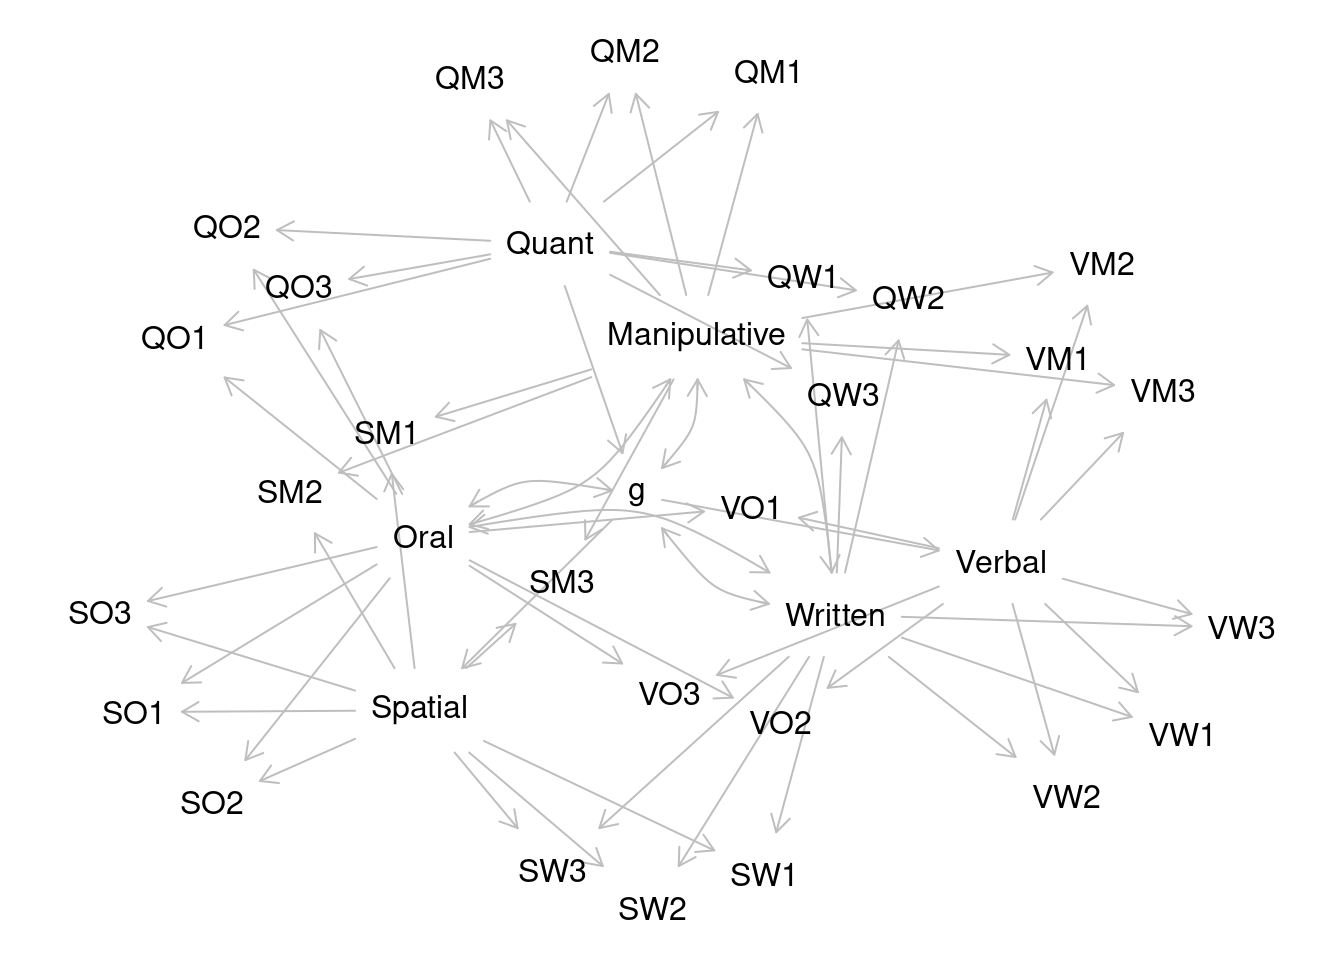 QM2
QM3
QM1
QO2
Quant
VM2
QW1
QO3
QW2
Manipulative
QO1
VM1
VM3
QW3
SM1
SM2
g
VO1
Oral
Verbal
SM3
SO3
Written
VW3
VO3
Spatial
SO1
VO2
VW1
VW2
SO2
SW3
SW1
SW2